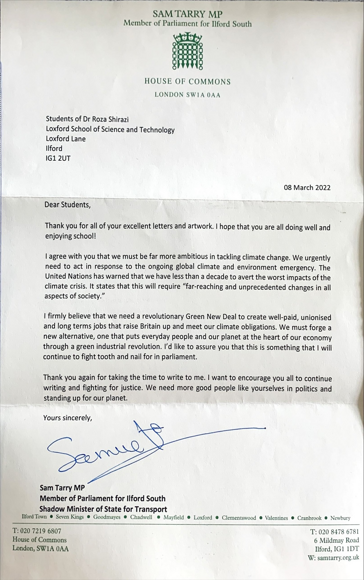 SAM TARRY MP
Member of Parliament for Ilford South
HOUSE OF COMMONS
LONDON SW1A 0AA
Students of Dr Roza Shirazi
Loxford School of Science and Technology
Loxford Lane
Ilford
IG1 2UT
08 March 2022
Dear Students,
Thank you for all of your excellent letters and artwork. I hope that you are all doing well and
enjoying school!
I agree with you that we must be far more ambitious in tackling climate change. We urgently
need to act in response to the ongoing global climate and environment emergency. The
United Nations has warned that we have less than a decade to avert the worst impacts of the
climate crisis. It states that this will require “far-reaching and unprecedented changes in all
aspects of society.”
I firmly believe that we need a revolutionary Green New Deal to create well-paid, unionised
and long terms jobs that raise Britain up and meet our climate obligations. We must forge a
new alternative, one that puts everyday people and our planet at the heart of our economy
through a green industrial revolution. I'd like to assure you that this is something that I will
continue to fight tooth and nail for in parliament.
Thank you again for taking the time to write to me. I want to encourage you all to continue
writing and fighting for justice. We need more good people like yourselves in politics and
standing up for our planet.
Yours sincerely,
Sam Tarry MP
Member of Parliament for Ilford South
Shadow Minister of State for Transport
Ilford Town • Seven Kings • Goodmayes • Chadwell • Mayfield • Loxford • Clementswood • Valentines • Cranbrook • Newbury
T: 020 7219 6807
House of Commons
London, SW1A 0AA
T: 020 8478 6781
6 Mildmay Road
Ilford, IG1 1DT
W: samtarry.org.uk